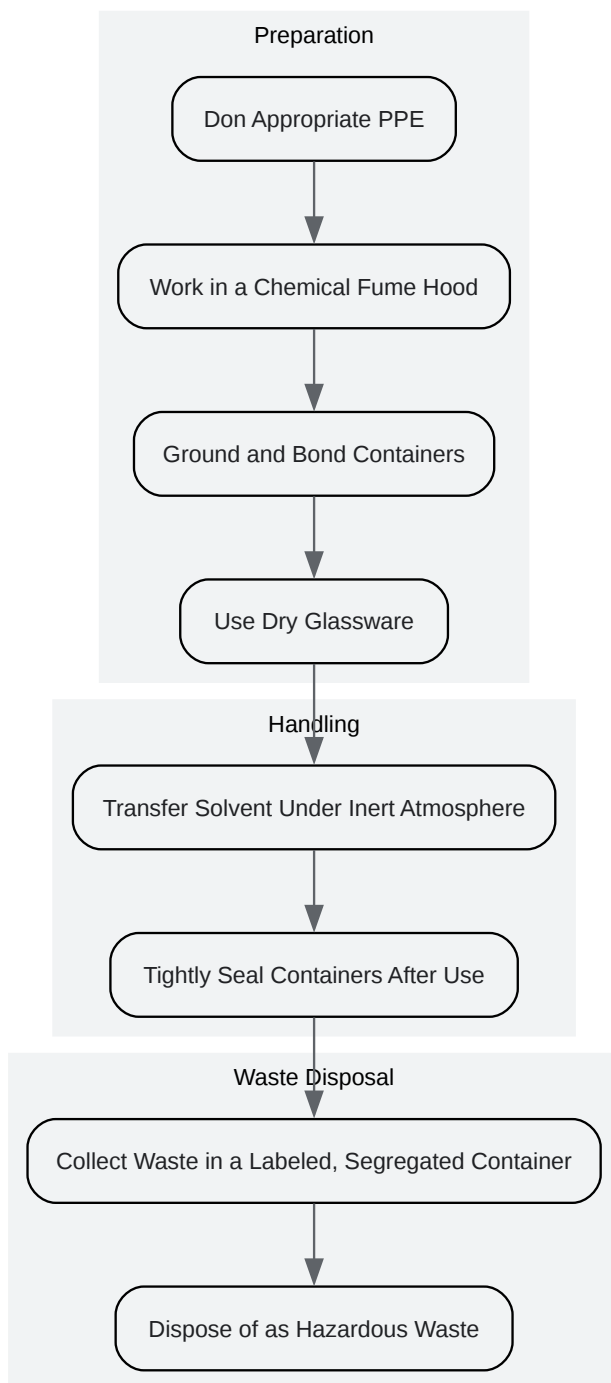 Preparation
Don Appropriate PPE
Work in a Chemical Fume Hood
Ground and Bond Containers
Use Dry Glassware
Handling
Transfer Solvent Under Inert Atmosphere
Tightly Seal Containers After Use
Waste Disposal
Collect Waste in a Labeled, Segregated Container
Dispose of as Hazardous Waste